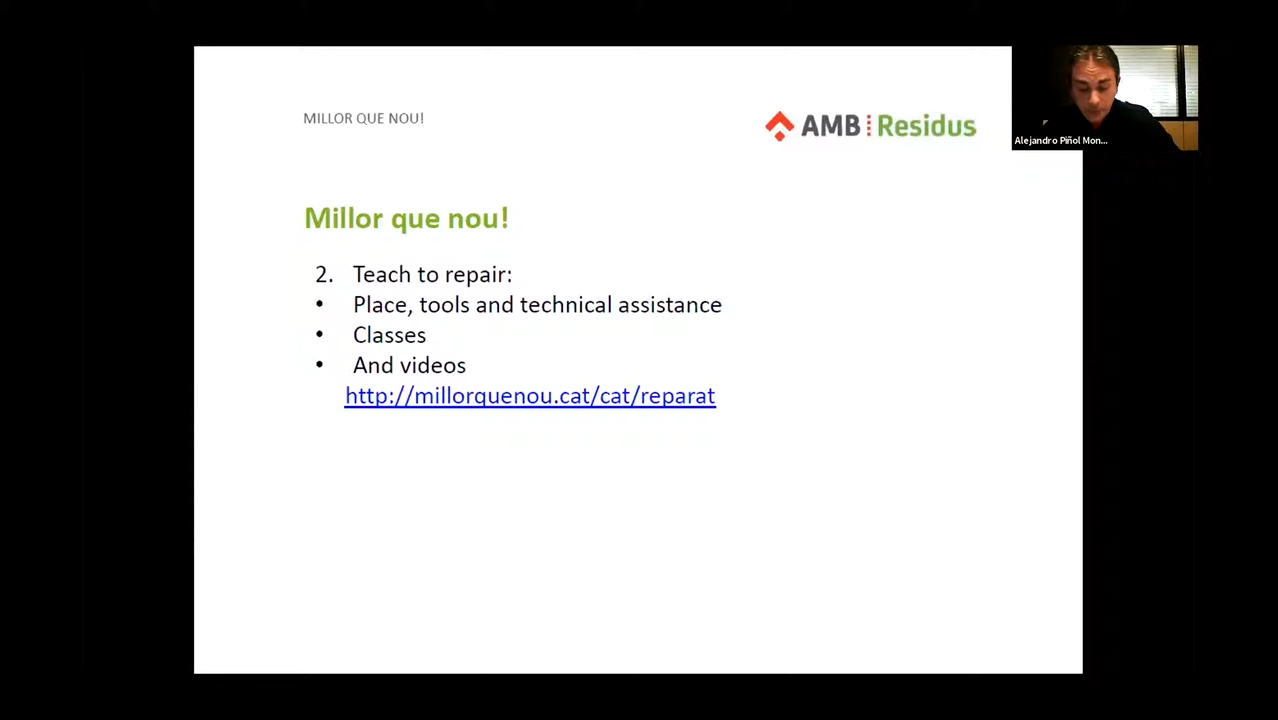 MILLOR QUE NOU!
AMB Residus
Alejandro Piñol Mon...
Millor que nou!
2. Teach to repair:
• Place, tools and technical assistance
• Classes
• And videos
http://millorquenou.cat/cat/reparat